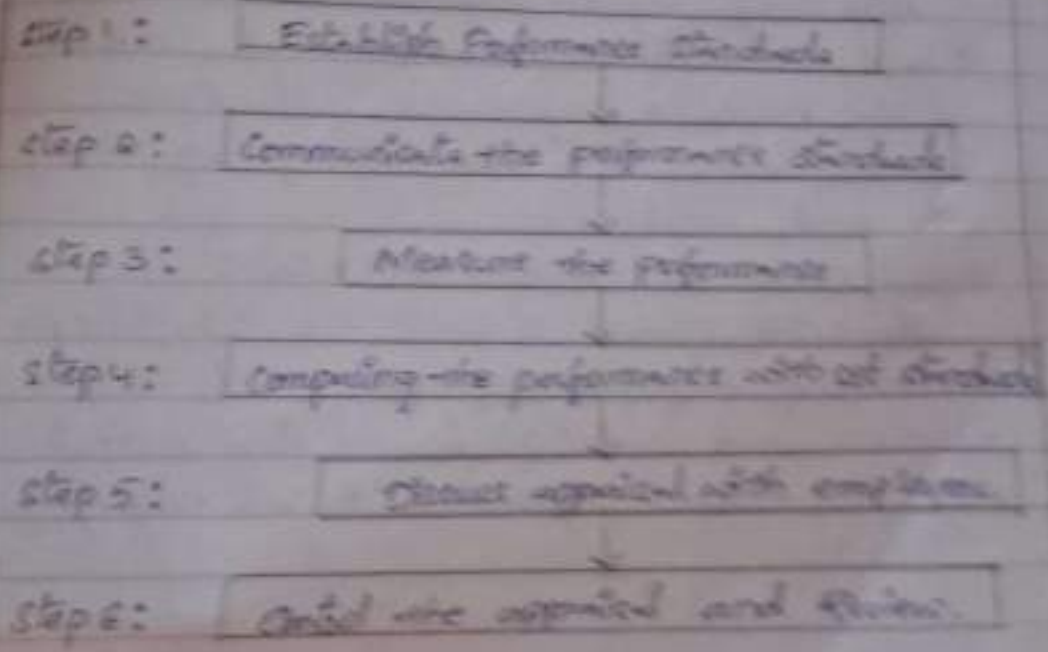 Step 1: Establish Performance Standards
Step 2: Communicate the performance standards
Step 3: Measure the performance
Step 4: Comparing the performance with set standards
Step 5: Discuss appraisal with employees
Step 6: the appraisal and Review.